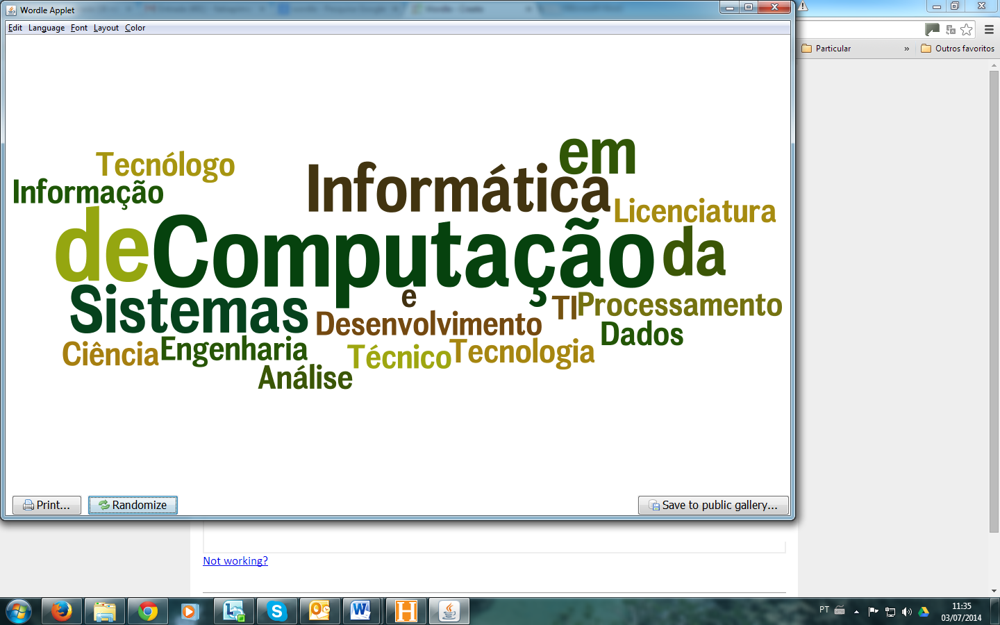 Wordle Applet
Edit Language Font Layout Color
Particular » Outros favoritos
em
Tecnólogo
Informática
Informação
Licenciatura
de
Computação
da
Sistemas
e
Desenvolvimento
TI
Processamento
Dados
Ciência
Engenharia
Técnico
Tecnologia
Análise
Print...
Randomize
Save to public gallery...
Not working?
PT
11:35
03/07/2014